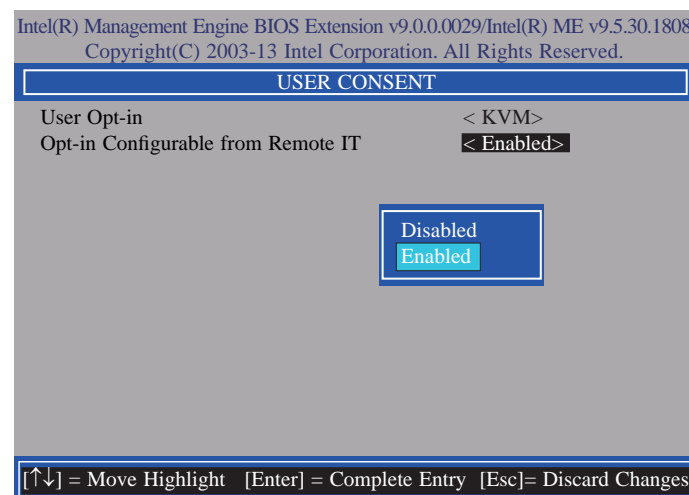 Intel(R) Management Engine BIOS Extension v9.0.0.0029/Intel(R) ME v9.5.30.1808
Copyright(C) 2003-13 Intel Corporation. All Rights Reserved.
USER CONSENT
User Opt-in < KVM>
Opt-in Configurable from Remote IT < Enabled>
Disabled
Enabled
[↑↓] = Move Highlight [Enter] = Complete Entry [Esc]= Discard Changes